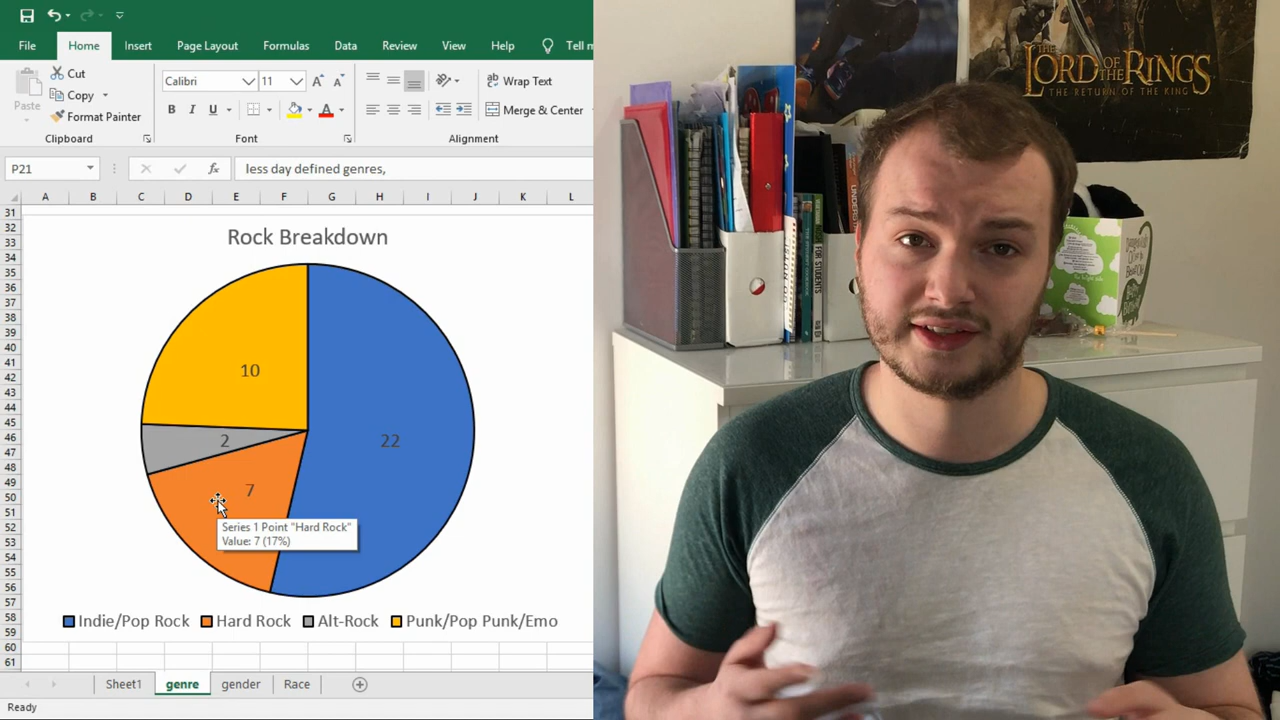 File Home Insert Page Layout Formulas Data Review View Help Tell m
Cut
Calibri 11
Wrap Text
Paste
Copy
B I U
Merge & Center
Format Painter
Clipboard Font Alignment
P21 fx less day defined genres,
A B C D E F G H I J K L
31
32
33
34
35
36
37
38
39
40
41
42
43
44
45
46
47
48
49
50
51
52
53
54
55
56
57
58
59
60
61
Rock Breakdown
10
22
2
7
Series 1 Point "Hard Rock"
Value: 7 (17%)
Indie/Pop Rock Hard Rock Alt-Rock Punk/Pop Punk/Emo
Sheet1 genre gender Race
Ready
THE
LORD OF THE RINGS
THE RETURN OF THE KING
FOR STUDENTS